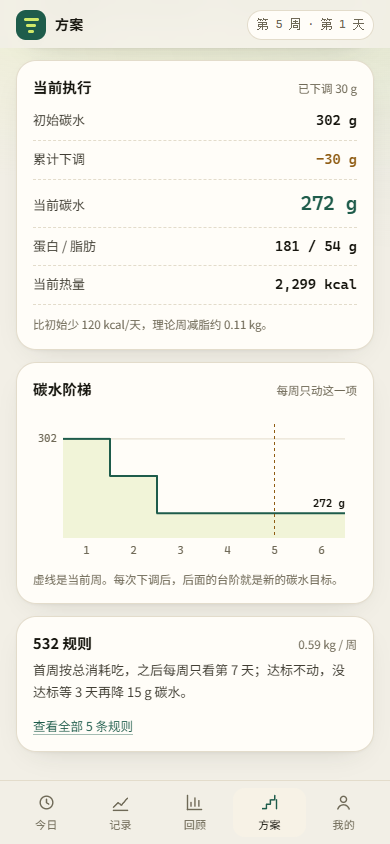 方案
第 5 周 · 第 1 天
当前执行
已下调 30 g
初始碳水
302 g
累计下调
−30 g
当前碳水
272 g
蛋白 / 脂肪
181 / 54 g
当前热量
2,299 kcal
比初始少 120 kcal/天，理论周减脂约 0.11 kg。
碳水阶梯
每周只动这一项
302
272 g
1 2 3 4 5 6
虚线是当前周。每次下调后，后面的台阶就是新的碳水目标。
532 规则
0.59 kg / 周
首周按总消耗吃，之后每周只看第 7 天；达标不动，没
达标等 3 天再降 15 g 碳水。
查看全部 5 条规则
今日
记录
回顾
方案
我的